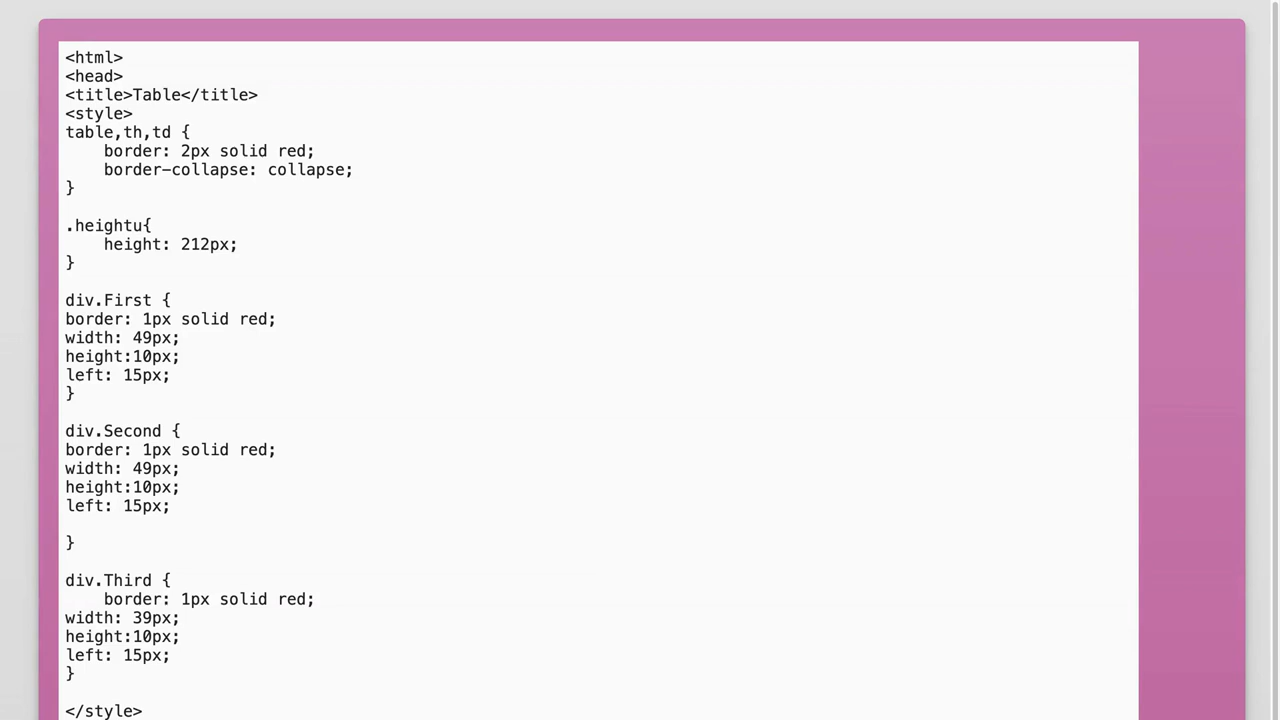 <html>
<head>
<title>Table</title>
<style>
table,th,td {
    border: 2px solid red;
    border-collapse: collapse;
}
.heightu{
    height: 212px;
}
div.First {
border: 1px solid red;
width: 49px;
height:10px;
left: 15px;
}
div.Second {
border: 1px solid red;
width: 49px;
height:10px;
left: 15px;
}
div.Third {
    border: 1px solid red;
width: 39px;
height:10px;
left: 15px;
}
</style>